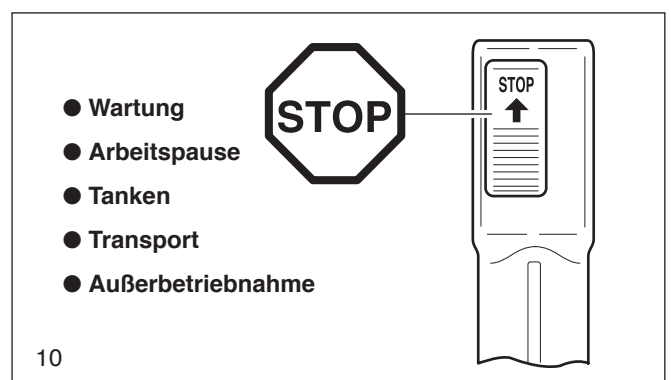 ● Wartung
● Arbeitspause
● Tanken
● Transport
● Außerbetriebnahme
STOP
STOP
10